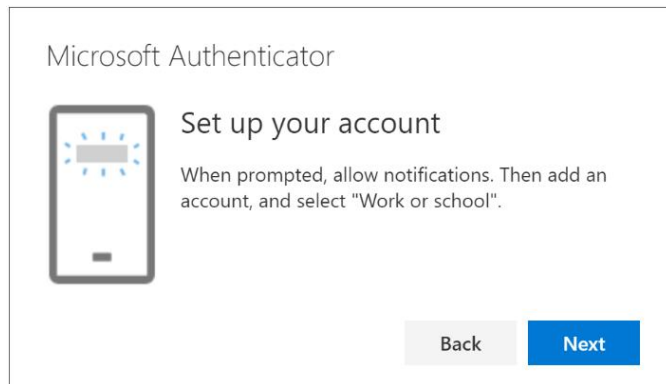 Microsoft Authenticator
Set up your account
When prompted, allow notifications. Then add an
account, and select "Work or school".
Back Next